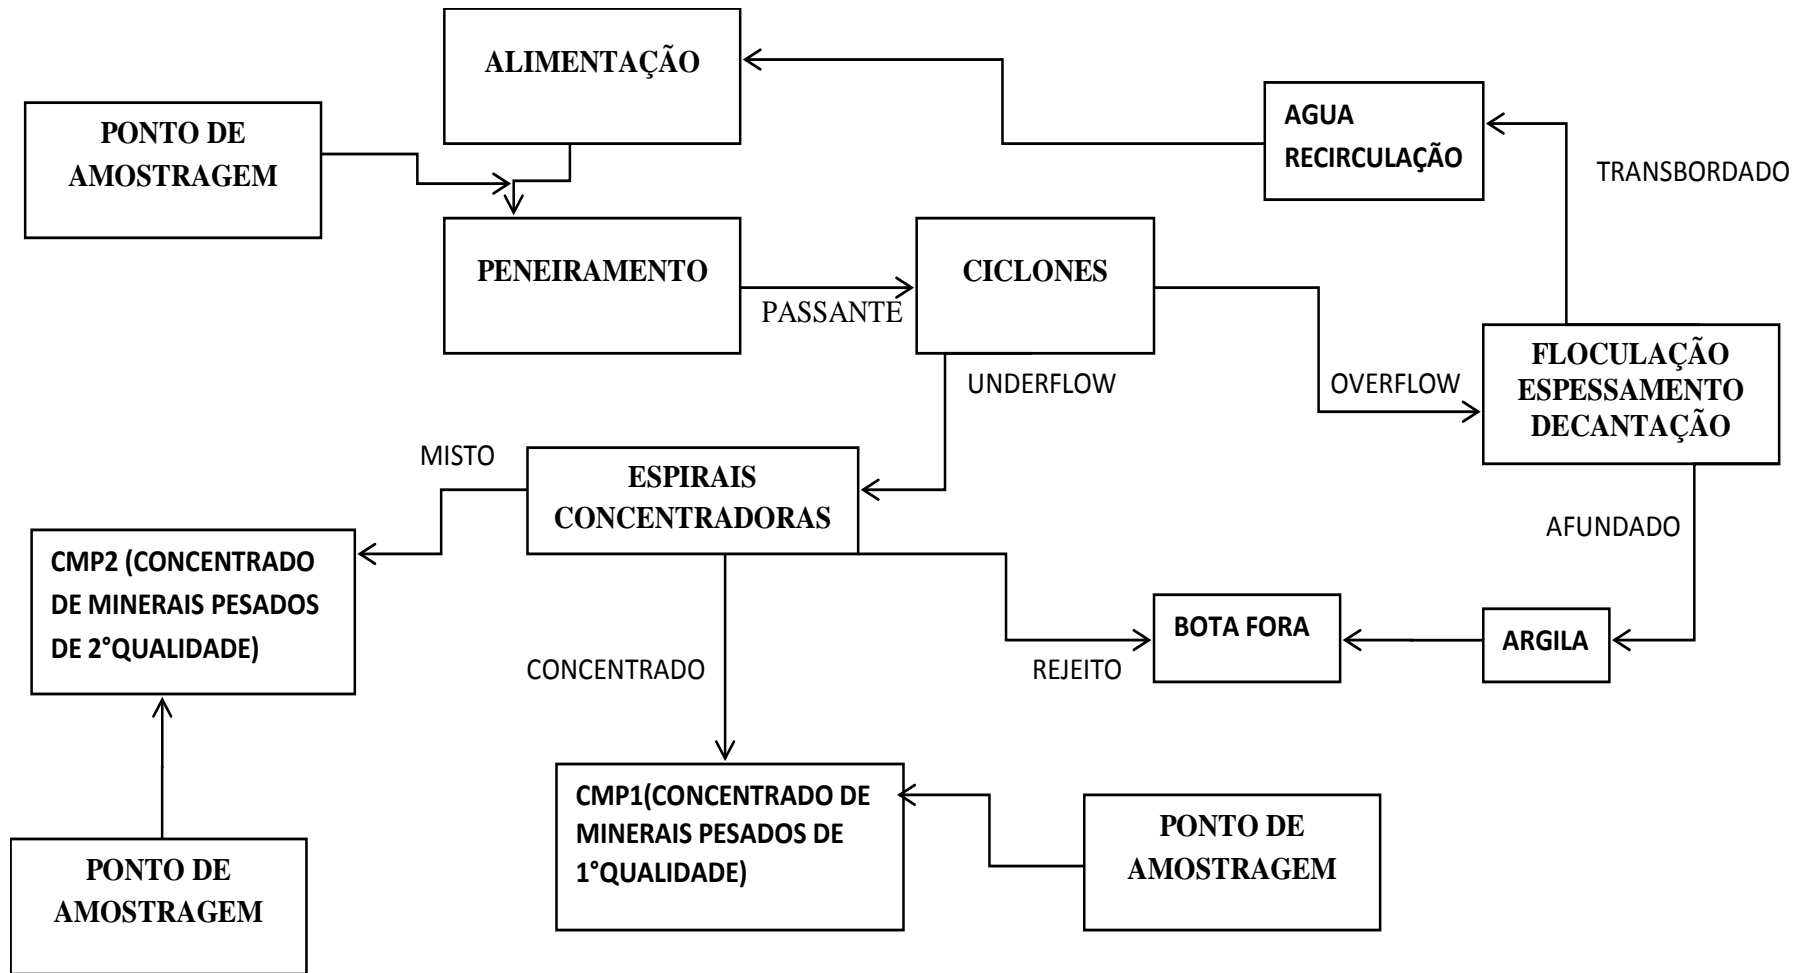 ALIMENTAÇÃO
AGUA
RECIRCULAÇÃO
PONTO DE
AMOSTRAGEM
TRANSBORDADO
PENEIRAMENTO
PASSANTE
CICLONES
UNDERFLOW
OVERFLOW
FLOCULAÇÃO
ESPESSAMENTO
DECANTAÇÃO
MISTO
ESPIRAIS
CONCENTRADORAS
AFUNDADO
CMP2 (CONCENTRADO
DE MINERAIS PESADOS
DE 2°QUALIDADE)
CONCENTRADO
REJEITO
BOTA FORA
ARGILA
CMP1(CONCENTRADO DE
MINERAIS PESADOS DE
1°QUALIDADE)
PONTO DE
AMOSTRAGEM
PONTO DE
AMOSTRAGEM